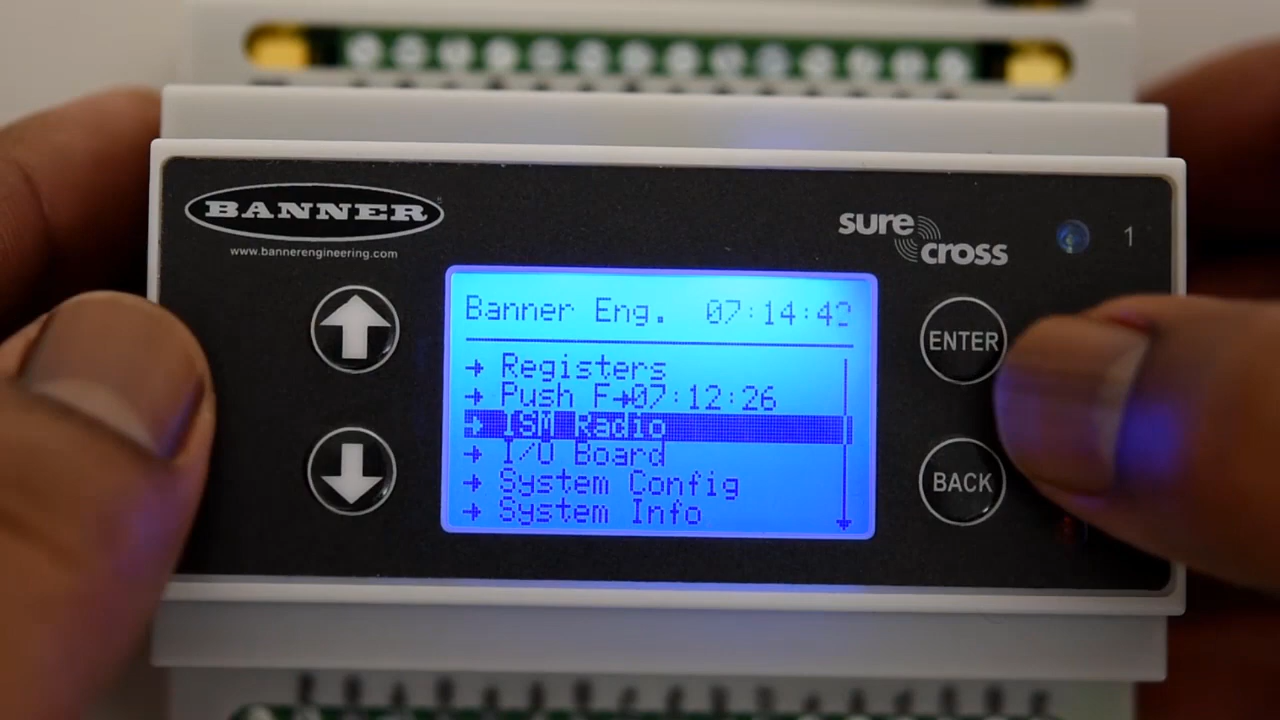 BANNER
www.bannerengineering.com
sure cross
1
Banner Eng. 07:14:42
→ Registers
→ Push F→07:12:26
→ ISM Radio
→ I/O Board
→ System Config
→ System Info
ENTER
BACK